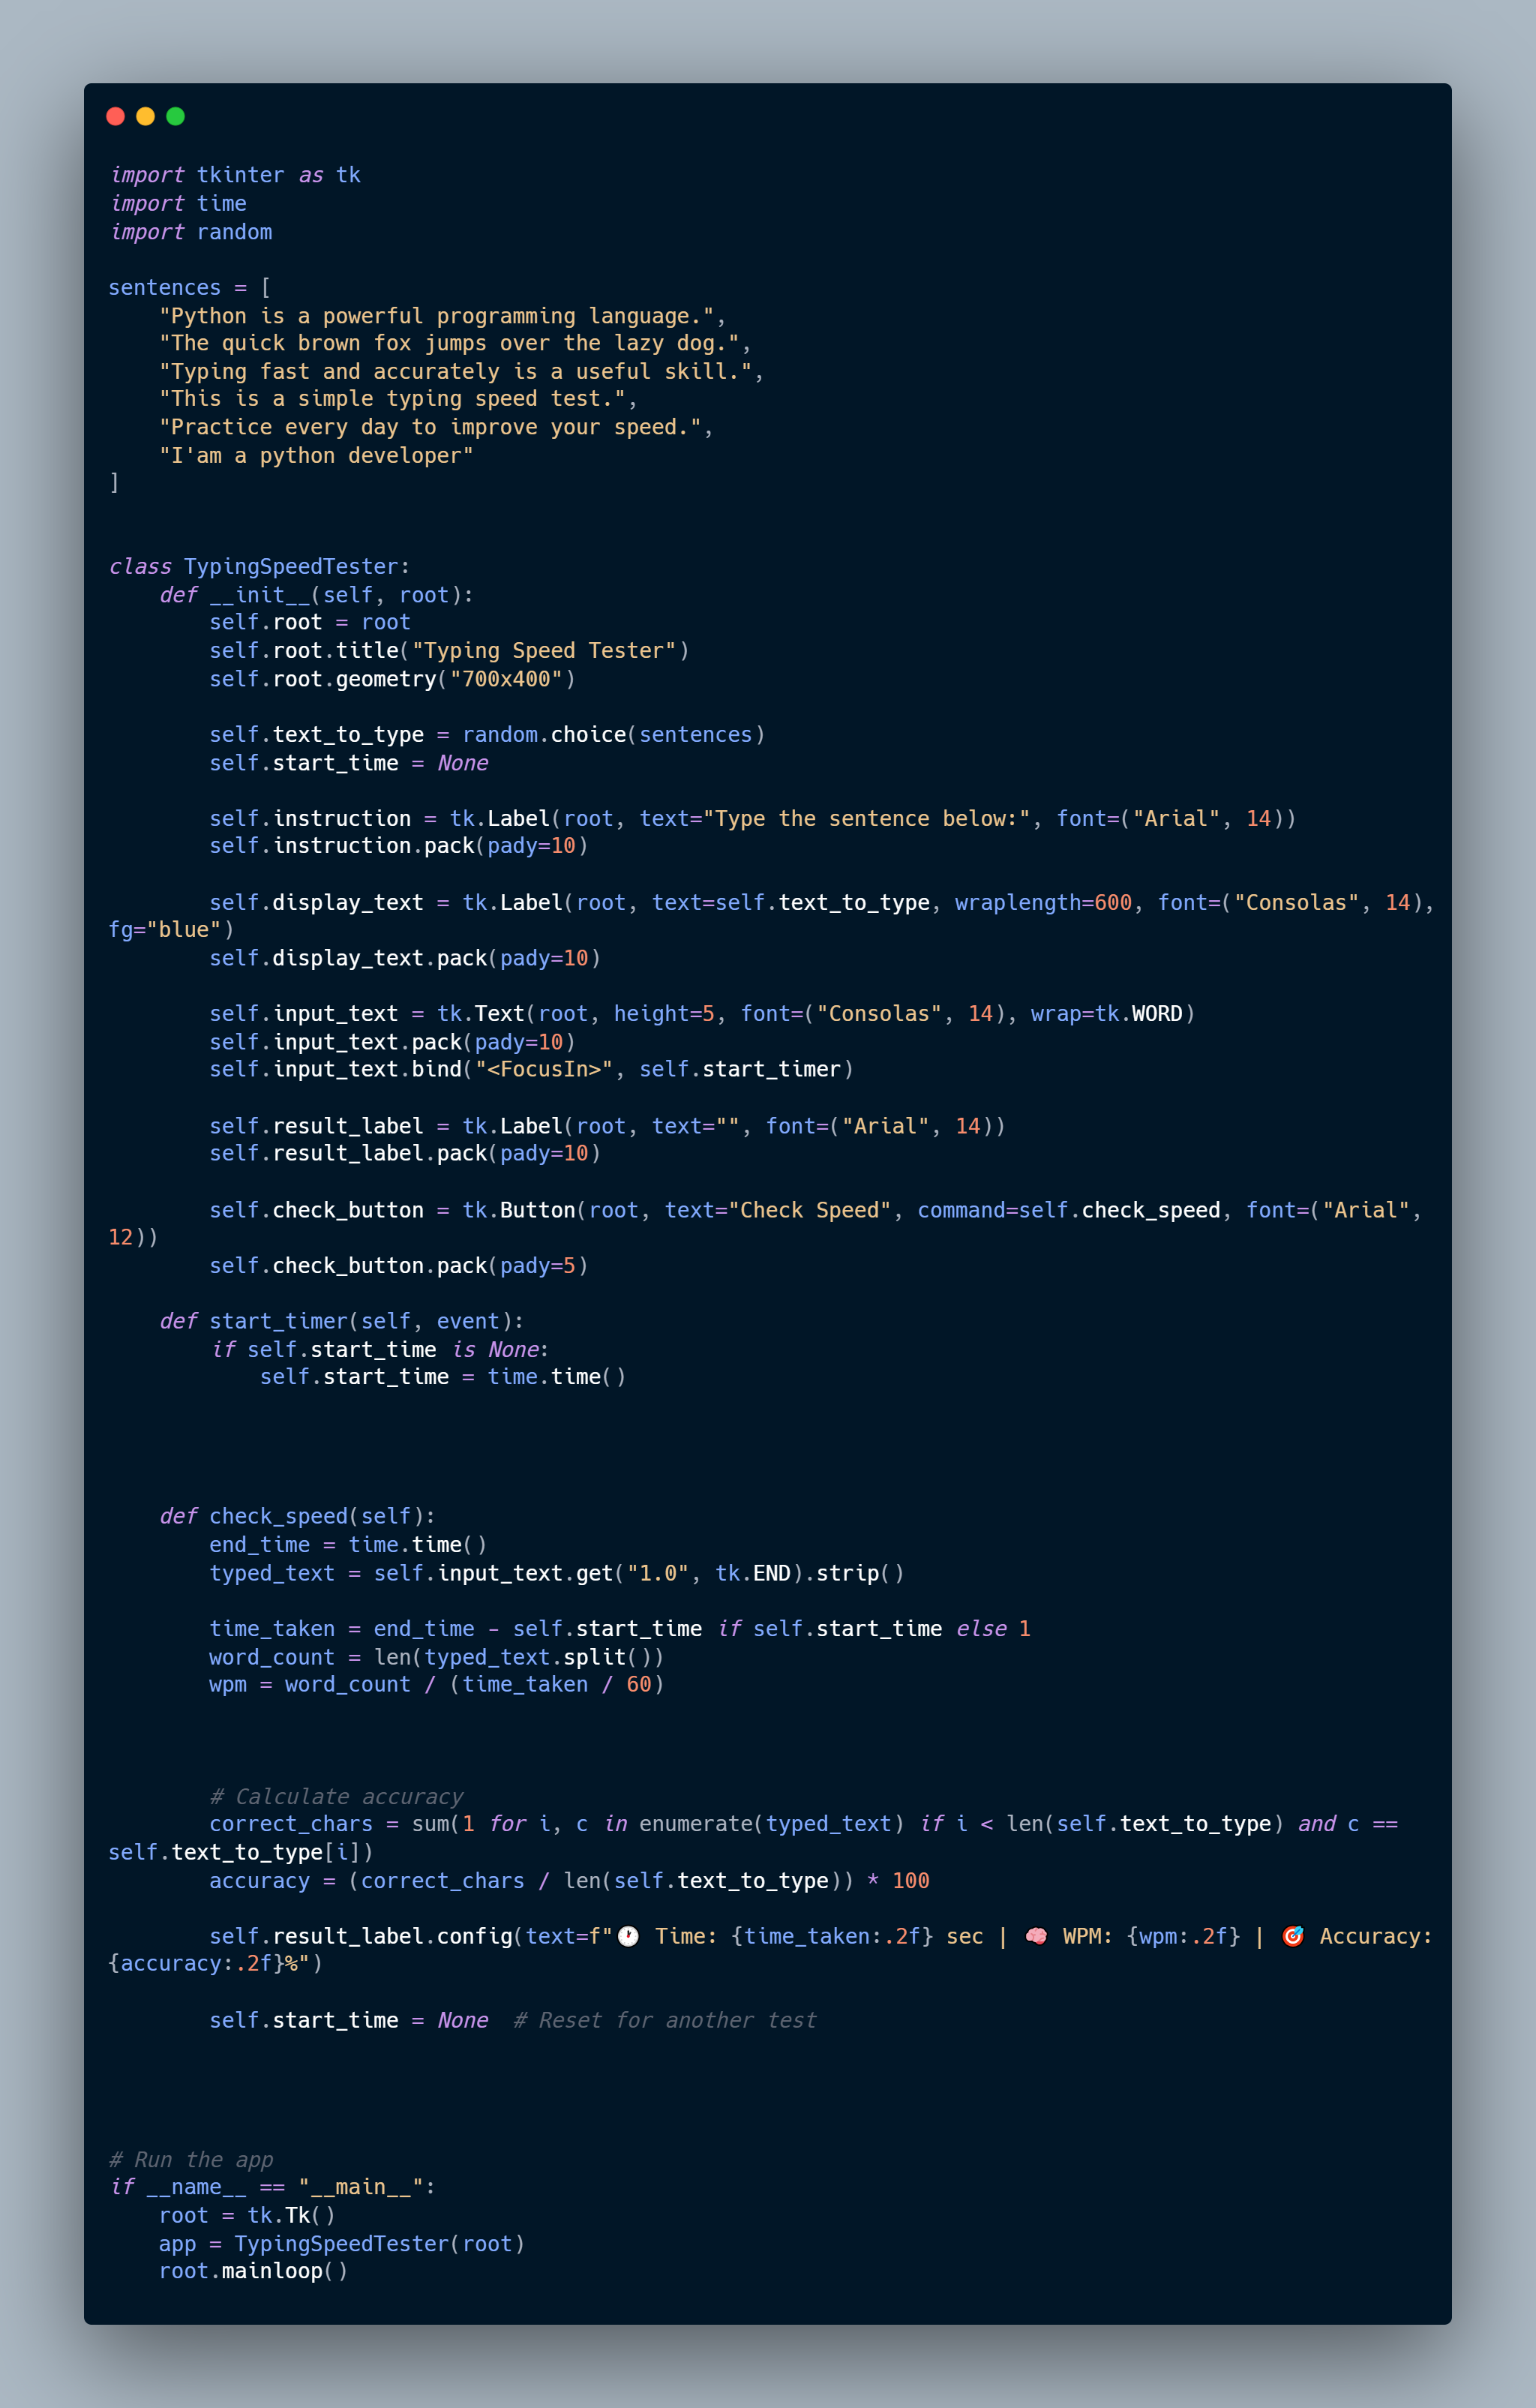 import tkinter as tk
import time
import random

sentences = [
    "Python is a powerful programming language.",
    "The quick brown fox jumps over the lazy dog.",
    "Typing fast and accurately is a useful skill.",
    "This is a simple typing speed test.",
    "Practice every day to improve your speed.",
    "I'am a python developer"
]


class TypingSpeedTester:
    def __init__(self, root):
        self.root = root
        self.root.title("Typing Speed Tester")
        self.root.geometry("700x400")

        self.text_to_type = random.choice(sentences)
        self.start_time = None

        self.instruction = tk.Label(root, text="Type the sentence below:", font=("Arial", 14))
        self.instruction.pack(pady=10)

        self.display_text = tk.Label(root, text=self.text_to_type, wraplength=600, font=("Consolas", 14),
fg="blue")
        self.display_text.pack(pady=10)

        self.input_text = tk.Text(root, height=5, font=("Consolas", 14), wrap=tk.WORD)
        self.input_text.pack(pady=10)
        self.input_text.bind("<FocusIn>", self.start_timer)

        self.result_label = tk.Label(root, text="", font=("Arial", 14))
        self.result_label.pack(pady=10)

        self.check_button = tk.Button(root, text="Check Speed", command=self.check_speed, font=("Arial",
12))
        self.check_button.pack(pady=5)

    def start_timer(self, event):
        if self.start_time is None:
            self.start_time = time.time()




    def check_speed(self):
        end_time = time.time()
        typed_text = self.input_text.get("1.0", tk.END).strip()

        time_taken = end_time - self.start_time if self.start_time else 1
        word_count = len(typed_text.split())
        wpm = word_count / (time_taken / 60)



        # Calculate accuracy
        correct_chars = sum(1 for i, c in enumerate(typed_text) if i < len(self.text_to_type) and c ==
self.text_to_type[i])
        accuracy = (correct_chars / len(self.text_to_type)) * 100

        self.result_label.config(text=f"🕐 Time: {time_taken:.2f} sec | 🧠 WPM: {wpm:.2f} | 🎯 Accuracy:
{accuracy:.2f}%")

        self.start_time = None  # Reset for another test




# Run the app
if __name__ == "__main__":
    root = tk.Tk()
    app = TypingSpeedTester(root)
    root.mainloop()